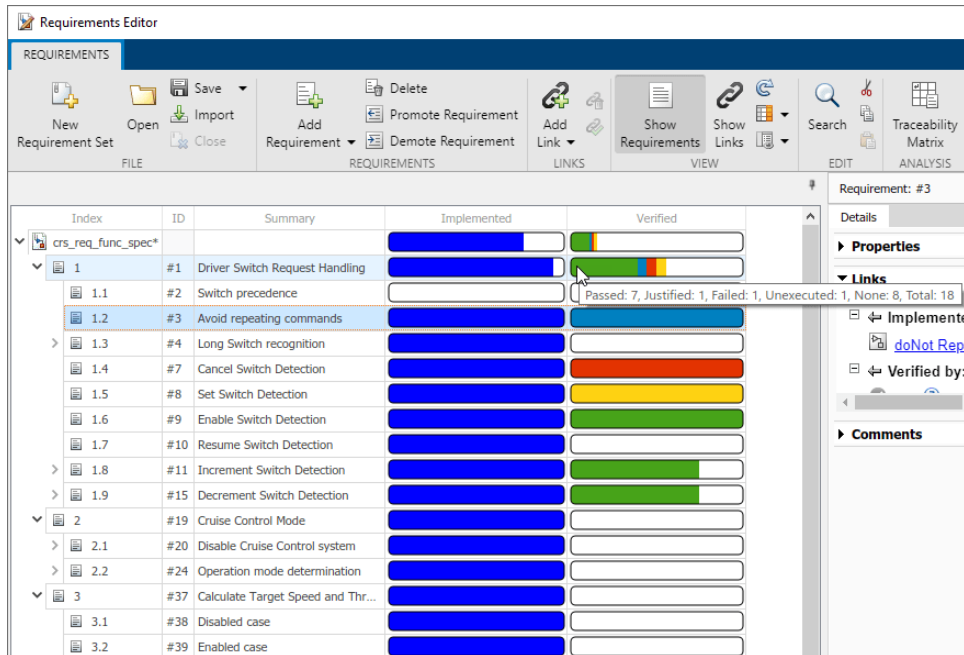 Requirements Editor
REQUIREMENTS
New Requirement Set
Open
Save
Import
Close
FILE
Add Requirement
Delete
Promote Requirement
Demote Requirement
REQUIREMENTS
Add Link
LINKS
Show Requirements
Show Links
VIEW
Search
EDIT
Traceability Matrix
ANALYSIS
Requirement: #3
Index ID Summary Implemented Verified
Details
crs_req_func_spec*
Properties
1 #1 Driver Switch Request Handling
Links
1.1 #2 Switch precedence
Passed: 7, Justified: 1, Failed: 1, Unexecuted: 1, None: 8, Total: 18
1.2 #3 Avoid repeating commands
Implemente
1.3 #4 Long Switch recognition
doNot Rep
1.4 #7 Cancel Switch Detection
Verified by:
1.5 #8 Set Switch Detection
1.6 #9 Enable Switch Detection
Comments
1.7 #10 Resume Switch Detection
1.8 #11 Increment Switch Detection
1.9 #15 Decrement Switch Detection
2 #19 Cruise Control Mode
2.1 #20 Disable Cruise Control system
2.2 #24 Operation mode determination
3 #37 Calculate Target Speed and Thr...
3.1 #38 Disabled case
3.2 #39 Enabled case